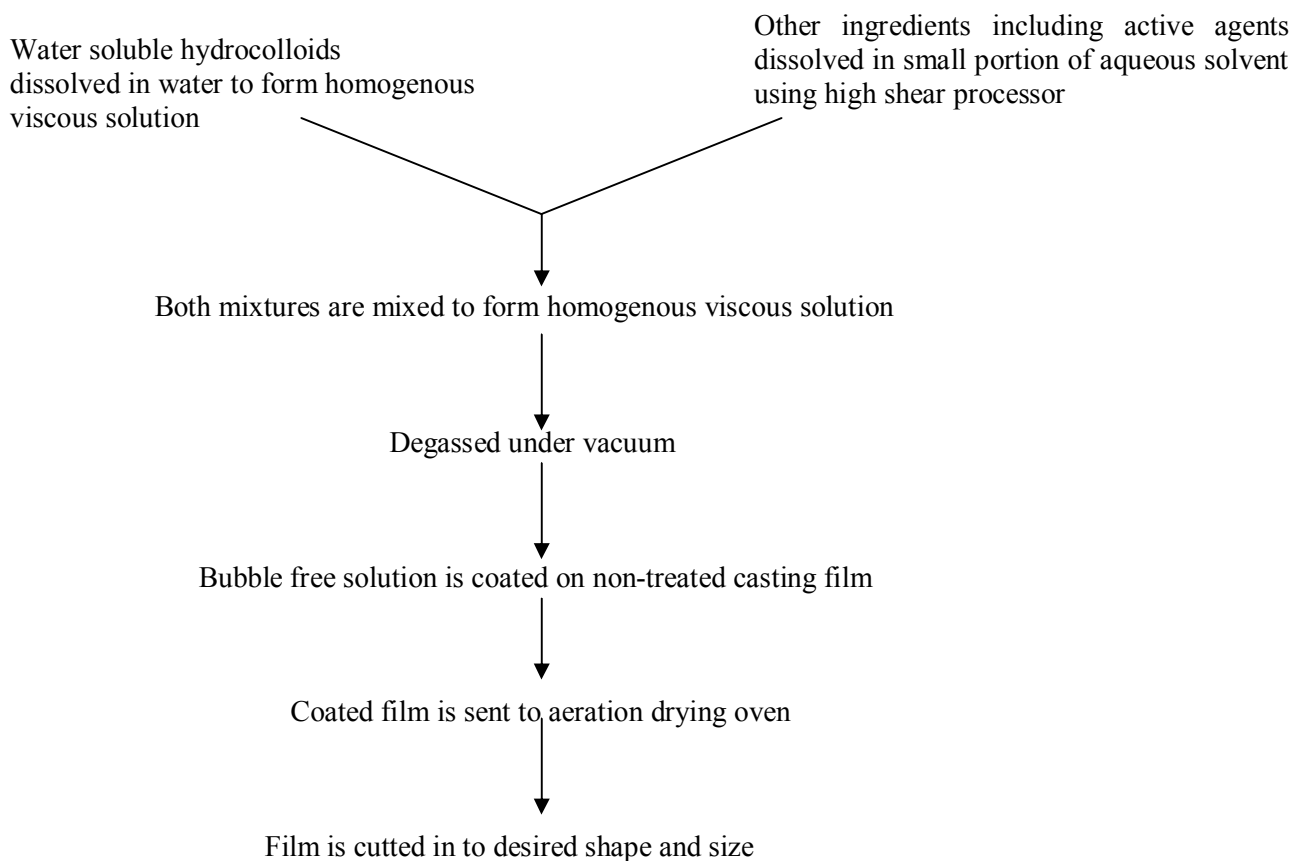 Water soluble hydrocolloids
dissolved in water to form homogenous
viscous solution
Other ingredients including active agents
dissolved in small portion of aqueous solvent
using high shear processor
Both mixtures are mixed to form homogenous viscous solution
Degassed under vacuum
Bubble free solution is coated on non-treated casting film
Coated film is sent to aeration drying oven
Film is cutted in to desired shape and size